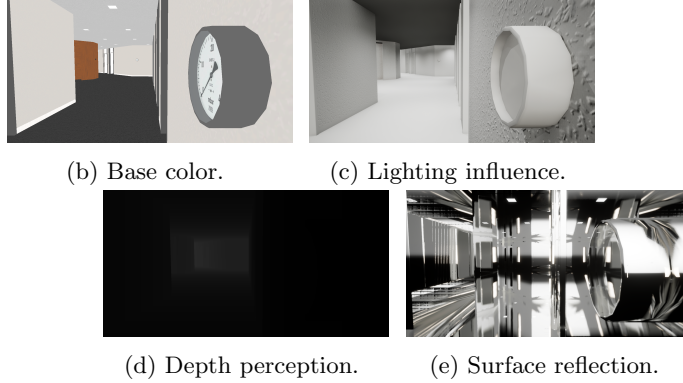 (b) Base color.
(c) Lighting influence.
(d) Depth perception.
(e) Surface reflection.